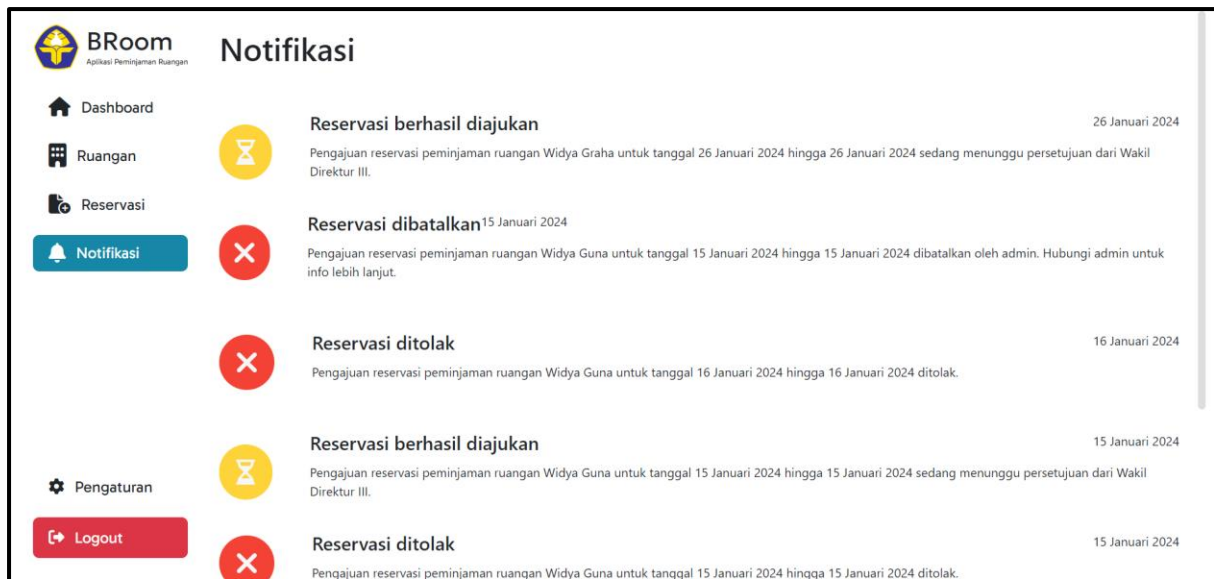 BRoom
Aplikasi Peminjaman Ruangan
Dashboard
Ruangan
Reservasi
Notifikasi
Pengaturan
Logout
Notifikasi
Reservasi berhasil diajukan
26 Januari 2024
Pengajuan reservasi peminjaman ruangan Widya Graha untuk tanggal 26 Januari 2024 hingga 26 Januari 2024 sedang menunggu persetujuan dari Wakil
Direktur III.
Reservasi dibatalkan 15 Januari 2024
Pengajuan reservasi peminjaman ruangan Widya Guna untuk tanggal 15 Januari 2024 hingga 15 Januari 2024 dibatalkan oleh admin. Hubungi admin untuk
info lebih lanjut.
Reservasi ditolak
16 Januari 2024
Pengajuan reservasi peminjaman ruangan Widya Guna untuk tanggal 16 Januari 2024 hingga 16 Januari 2024 ditolak.
Reservasi berhasil diajukan
15 Januari 2024
Pengajuan reservasi peminjaman ruangan Widya Guna untuk tanggal 15 Januari 2024 hingga 15 Januari 2024 sedang menunggu persetujuan dari Wakil
Direktur III.
Reservasi ditolak
15 Januari 2024
Pengajuan reservasi peminjaman ruangan Widya Guna untuk tanggal 15 Januari 2024 hingga 15 Januari 2024 ditolak.